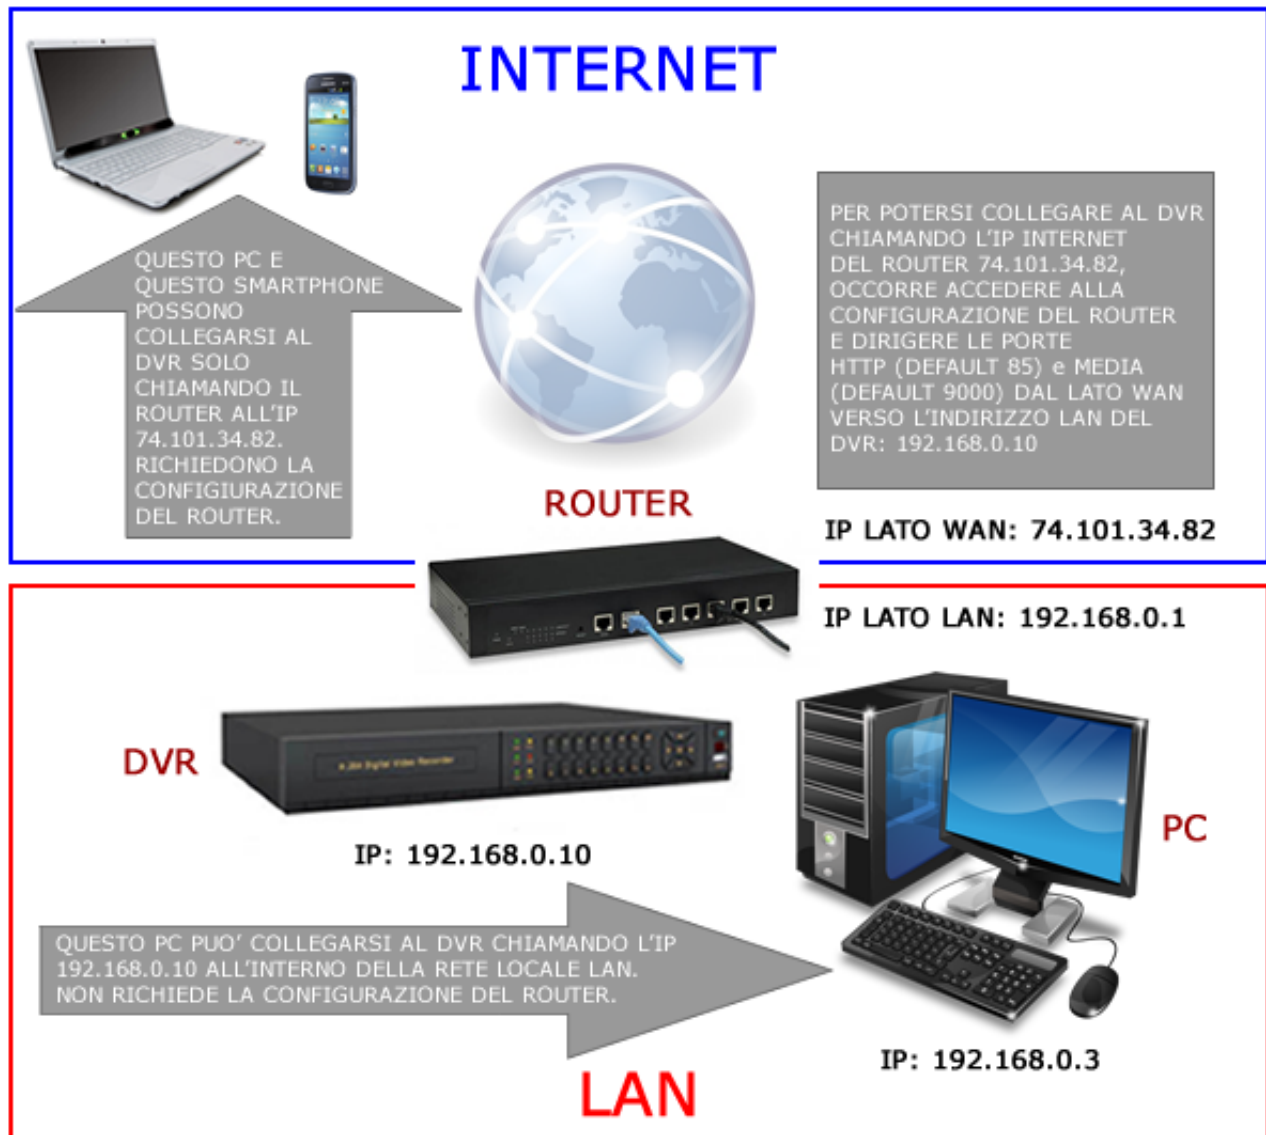 INTERNET
QUESTO PC E
QUESTO SMARTPHONE
POSSONO
COLLEGARSI AL
DVR SOLO
CHIAMANDO IL
ROUTER ALL'IP
74.101.34.82.
RICHIEDONO LA
CONFIGIURAZIONE
DEL ROUTER.
PER POTERSI COLLEGARE AL DVR
CHIAMANDO L'IP INTERNET
DEL ROUTER 74.101.34.82,
OCCORRE ACCEDERE ALLA
CONFIGURAZIONE DEL ROUTER
E DIRIGERE LE PORTE
HTTP (DEFAULT 85) e MEDIA
(DEFAULT 9000) DAL LATO WAN
VERSO L'INDIRIZZO LAN DEL
DVR: 192.168.0.10
ROUTER
IP LATO WAN: 74.101.34.82
IP LATO LAN: 192.168.0.1
DVR
H.264 Digital Video Recorder
IP: 192.168.0.10
PC
QUESTO PC PUO' COLLEGARSI AL DVR CHIAMANDO L'IP
192.168.0.10 ALL'INTERNO DELLA RETE LOCALE LAN.
NON RICHIEDE LA CONFIGURAZIONE DEL ROUTER.
IP: 192.168.0.3
LAN